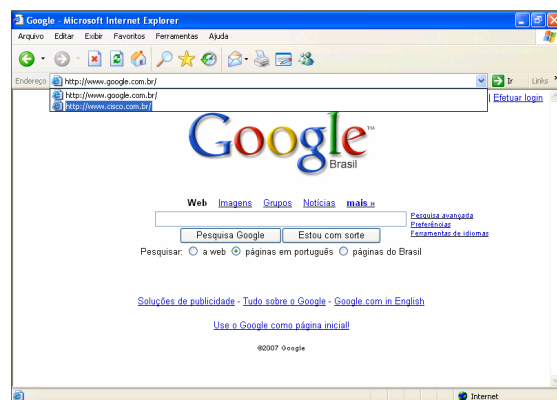 Google - Microsoft Internet Explorer
Arquivo Editar Exibir Favoritos Ferramentas Ajuda
Endereço http://www.google.com.br/ Ir Links
http://www.google.com.br/
http://www.cisco.com.br/
| Efetuar login
Google™
Brasil
Web Imagens Grupos Notícias mais »
Pesquisa avançada
Preferências
Ferramentas de idiomas
Pesquisa Google Estou com sorte
Pesquisar: a web páginas em português páginas do Brasil
Soluções de publicidade - Tudo sobre o Google - Google.com in English
Use o Google como página inicial!
©2007 Google
Internet